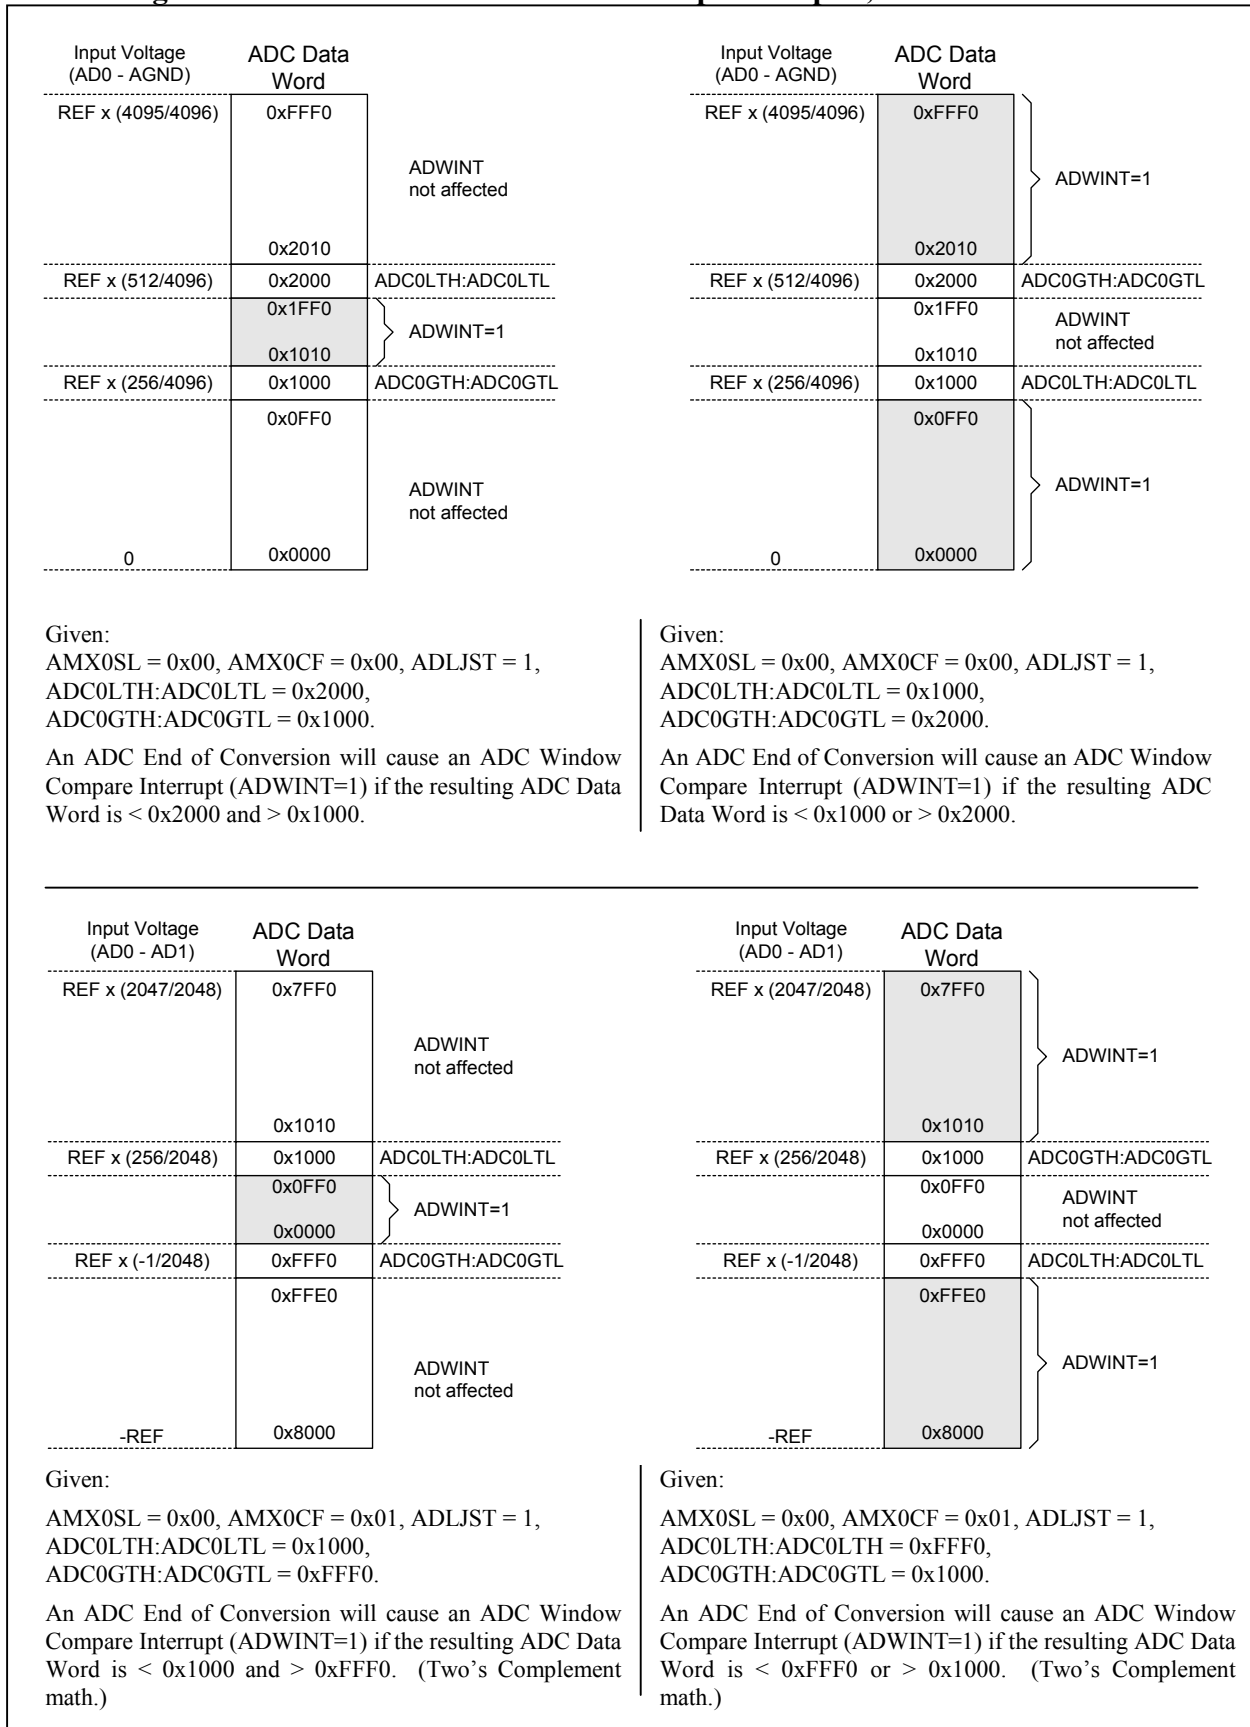 Input Voltage
(AD0 - AGND)
ADC Data
Word
REF x (4095/4096)
0xFFF0
ADWINT
not affected
0x2010
REF x (512/4096)
0x2000
ADC0LTH:ADC0LTL
0x1FF0
ADWINT=1
0x1010
REF x (256/4096)
0x1000
ADC0GTH:ADC0GTL
0x0FF0
ADWINT
not affected
0
0x0000
Input Voltage
(AD0 - AGND)
ADC Data
Word
REF x (4095/4096)
0xFFF0
ADWINT=1
0x2010
REF x (512/4096)
0x2000
ADC0GTH:ADC0GTL
0x1FF0
ADWINT
not affected
0x1010
REF x (256/4096)
0x1000
ADC0LTH:ADC0LTL
0x0FF0
ADWINT=1
0
0x0000
Given:
AMX0SL = 0x00, AMX0CF = 0x00, ADLJST = 1,
ADC0LTH:ADC0LTL = 0x2000,
ADC0GTH:ADC0GTL = 0x1000.
An ADC End of Conversion will cause an ADC Window
Compare Interrupt (ADWINT=1) if the resulting ADC Data
Word is < 0x2000 and > 0x1000.
Given:
AMX0SL = 0x00, AMX0CF = 0x00, ADLJST = 1,
ADC0LTH:ADC0LTL = 0x1000,
ADC0GTH:ADC0GTL = 0x2000.
An ADC End of Conversion will cause an ADC Window
Compare Interrupt (ADWINT=1) if the resulting ADC
Data Word is < 0x1000 or > 0x2000.
Input Voltage
(AD0 - AD1)
ADC Data
Word
REF x (2047/2048)
0x7FF0
ADWINT
not affected
0x1010
REF x (256/2048)
0x1000
ADC0LTH:ADC0LTL
0x0FF0
ADWINT=1
0x0000
REF x (-1/2048)
0xFFF0
ADC0GTH:ADC0GTL
0xFFE0
ADWINT
not affected
-REF
0x8000
Input Voltage
(AD0 - AD1)
ADC Data
Word
REF x (2047/2048)
0x7FF0
ADWINT=1
0x1010
REF x (256/2048)
0x1000
ADC0GTH:ADC0GTL
0x0FF0
ADWINT
not affected
0x0000
REF x (-1/2048)
0xFFF0
ADC0LTH:ADC0LTL
0xFFE0
ADWINT=1
-REF
0x8000
Given:
AMX0SL = 0x00, AMX0CF = 0x01, ADLJST = 1,
ADC0LTH:ADC0LTL = 0x1000,
ADC0GTH:ADC0GTL = 0xFFF0.
An ADC End of Conversion will cause an ADC Window
Compare Interrupt (ADWINT=1) if the resulting ADC Data
Word is < 0x1000 and > 0xFFF0. (Two's Complement
math.)
Given:
AMX0SL = 0x00, AMX0CF = 0x01, ADLJST = 1,
ADC0LTH:ADC0LTH = 0xFFF0,
ADC0GTH:ADC0GTL = 0x1000.
An ADC End of Conversion will cause an ADC Window
Compare Interrupt (ADWINT=1) if the resulting ADC Data
Word is < 0xFFF0 or > 0x1000. (Two's Complement
math.)